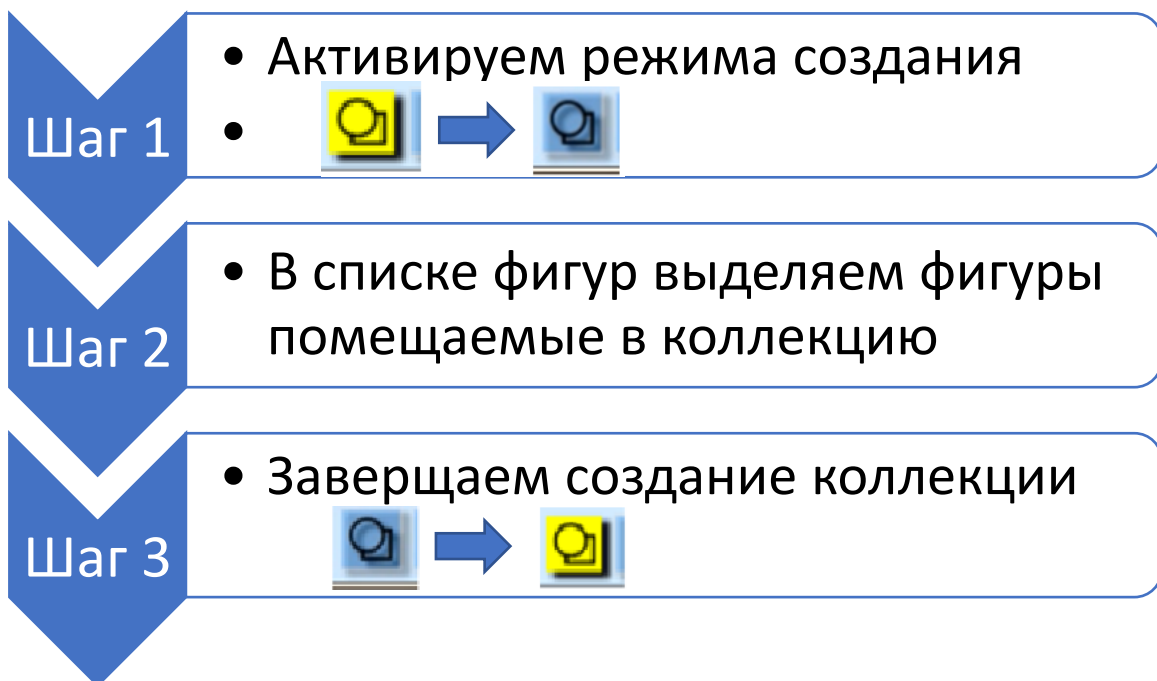 Шаг 1
• Активируем режима создания
•
Шаг 2
• В списке фигур выделяем фигуры
помещаемые в коллекцию
Шаг 3
• Заверщаем создание коллекции